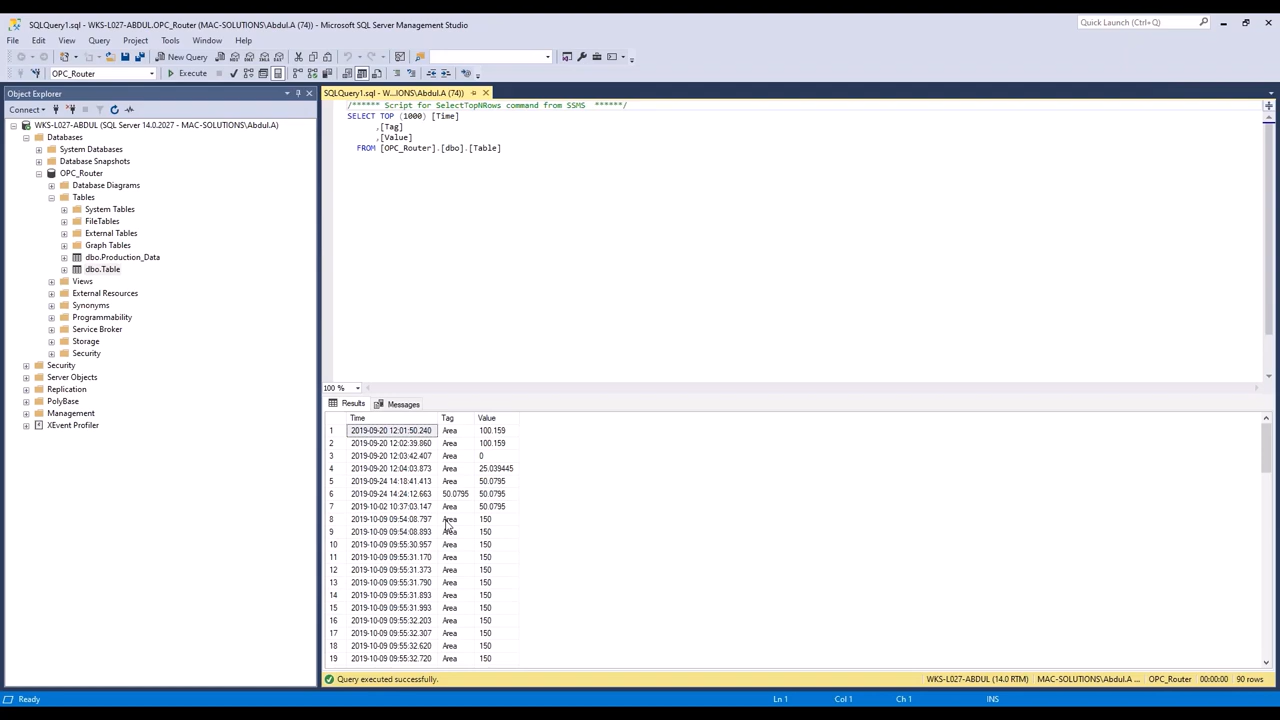 SQLQuery1.sql - WKS-L027-ABDUL.OPC_Router (MAC-SOLUTIONS\Abdul.A (74)) - Microsoft SQL Server Management Studio
Quick Launch (Ctrl+Q)
File Edit View Query Project Tools Window Help
New Query
OPC_Router Execute
Object Explorer
SQLQuery1.sql - W...IONS\Abdul.A (74))
Connect
WKS-L027-ABDUL (SQL Server 14.0.2027 - MAC-SOLUTIONS\Abdul.A)
Databases
System Databases
Database Snapshots
OPC_Router
Database Diagrams
Tables
System Tables
FileTables
External Tables
Graph Tables
dbo.Production_Data
dbo.Table
Views
External Resources
Synonyms
Programmability
Service Broker
Storage
Security
Security
Server Objects
Replication
PolyBase
Management
XEvent Profiler
/****** Script for SelectTopNRows command from SSMS ******/
SELECT TOP (1000) [Time]
,[Tag]
,[Value]
FROM [OPC_Router].[dbo].[Table]
100 %
Results Messages
Time Tag Value
1 2019-09-20 12:01:50.240 Area 100.159
2 2019-09-20 12:02:39.860 Area 100.159
3 2019-09-20 12:03:42.407 Area 0
4 2019-09-20 12:04:03.873 Area 25.039445
5 2019-09-24 14:18:41.413 Area 50.0795
6 2019-09-24 14:24:12.663 50.0795 50.0795
7 2019-10-02 10:37:03.147 Area 50.0795
8 2019-10-09 09:54:08.797 Area 150
9 2019-10-09 09:54:08.893 Area 150
10 2019-10-09 09:55:30.957 Area 150
11 2019-10-09 09:55:31.170 Area 150
12 2019-10-09 09:55:31.373 Area 150
13 2019-10-09 09:55:31.790 Area 150
14 2019-10-09 09:55:31.893 Area 150
15 2019-10-09 09:55:31.993 Area 150
16 2019-10-09 09:55:32.203 Area 150
17 2019-10-09 09:55:32.307 Area 150
18 2019-10-09 09:55:32.620 Area 150
19 2019-10-09 09:55:32.720 Area 150
Query executed successfully. WKS-L027-ABDUL (14.0 RTM) MAC-SOLUTIONS\Abdul.A ... OPC_Router 00:00:00 90 rows
Ready Ln 1 Col 1 Ch 1 INS